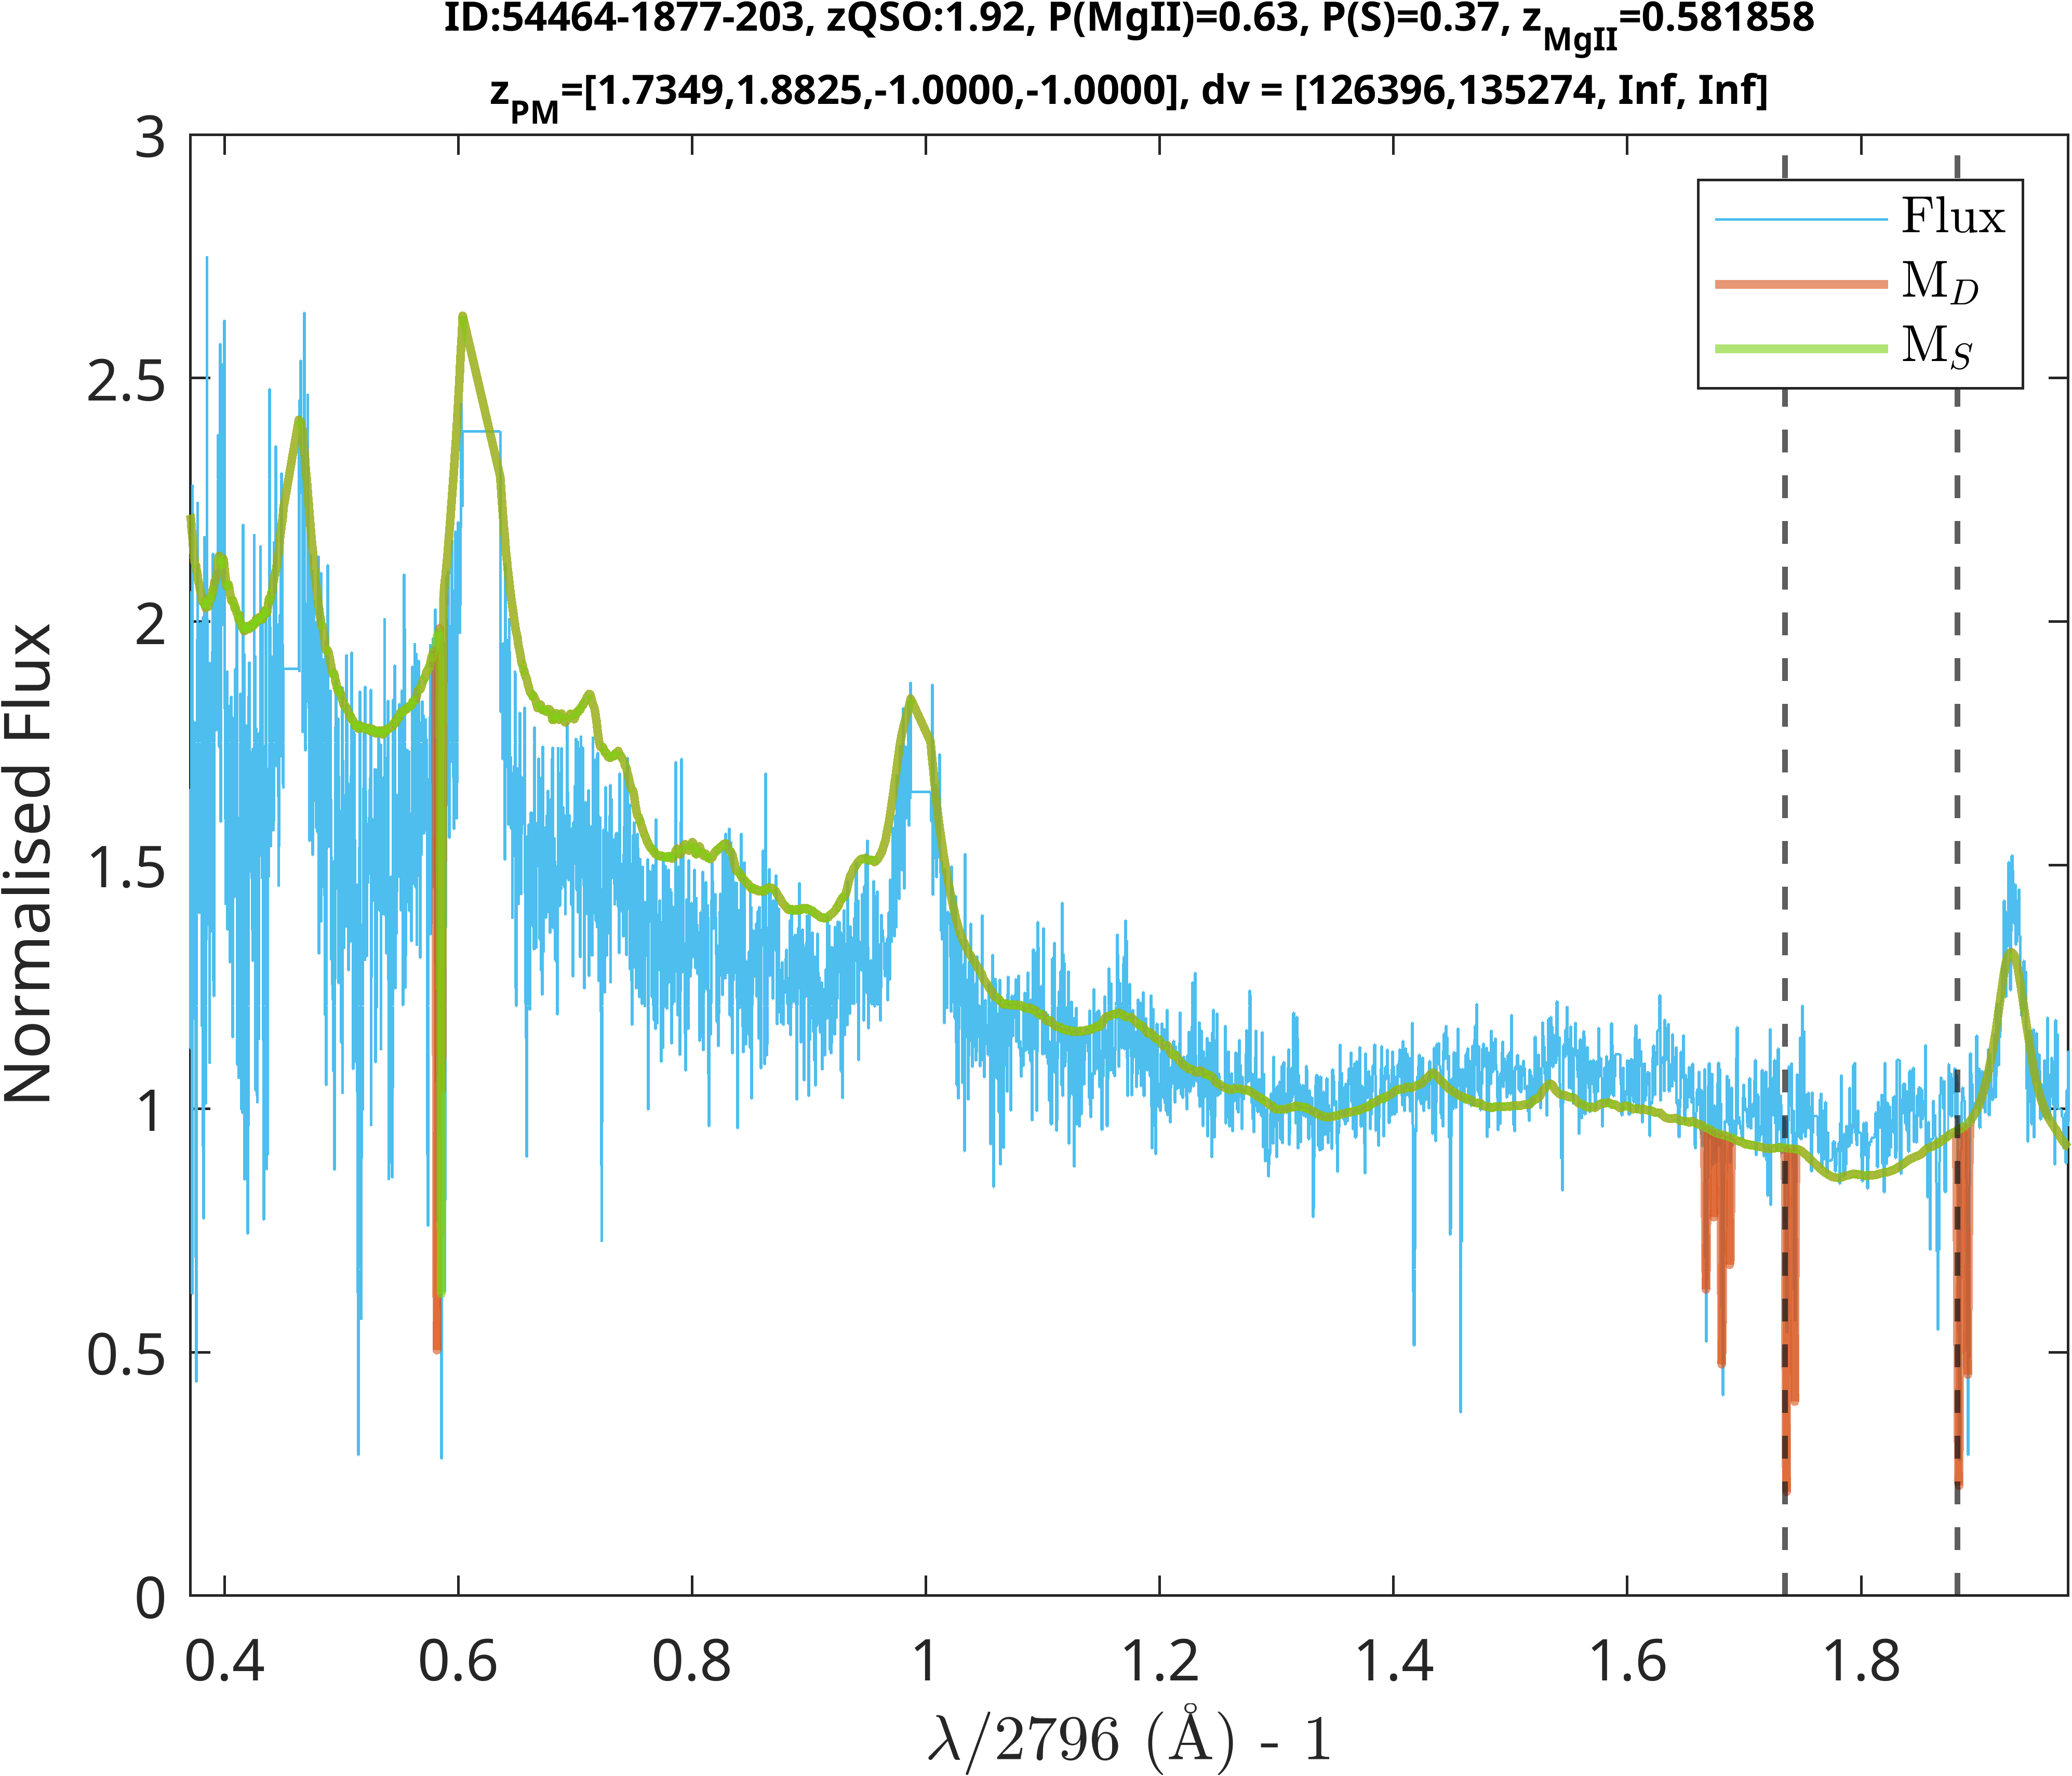 ID:54464-1877-203, zQSO:1.92, P(MgII)=0.63, P(S)=0.37, zMgII=0.581858
zPM=[1.7349,1.8825,-1.0000,-1.0000], dv = [126396,135274, Inf, Inf]
3
2.5
2
1.5
1
0.5
0
Normalised Flux
Flux
MD
MS
0.4 0.6 0.8 1 1.2 1.4 1.6 1.8
λ/2796 (Å) - 1